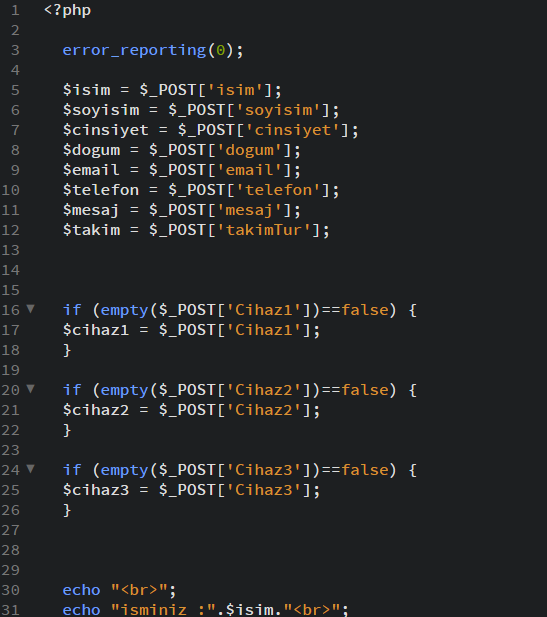 1 <?php
2
3 error_reporting(0);
4
5 $isim = $_POST['isim'];
6 $soyisim = $_POST['soyisim'];
7 $cinsiyet = $_POST['cinsiyet'];
8 $dogum = $_POST['dogum'];
9 $email = $_POST['email'];
10 $telefon = $_POST['telefon'];
11 $mesaj = $_POST['mesaj'];
12 $takim = $_POST['takimTur'];
13
14
15
16 if (empty($_POST['Cihaz1'])==false) {
17 $cihaz1 = $_POST['Cihaz1'];
18 }
19
20 if (empty($_POST['Cihaz2'])==false) {
21 $cihaz2 = $_POST['Cihaz2'];
22 }
23
24 if (empty($_POST['Cihaz3'])==false) {
25 $cihaz3 = $_POST['Cihaz3'];
26 }
27
28
29
30 echo "<br>";
31 echo "isminiz :".$isim."<br>";